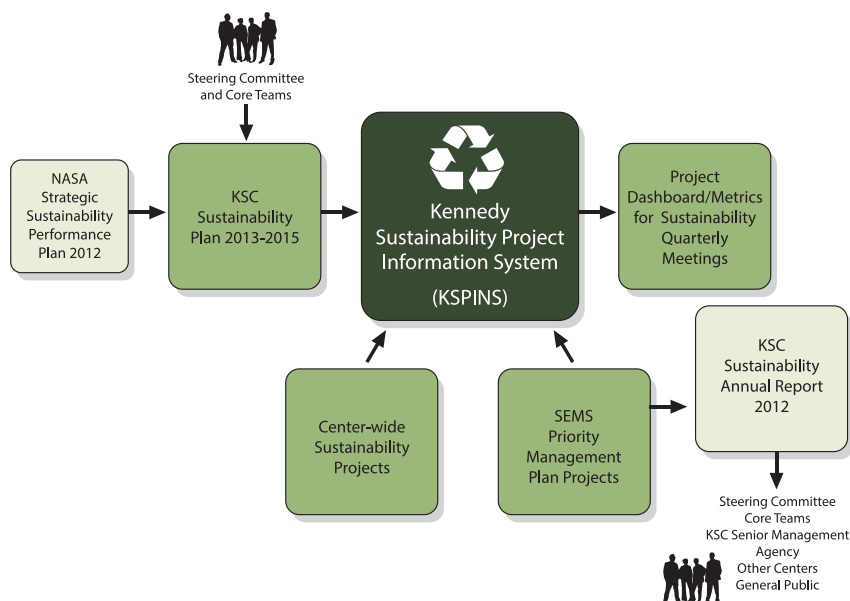 Steering Committee
and Core Teams
NASA
Strategic
Sustainability
Performance
Plan 2012
KSC
Sustainability
Plan 2013-2015
Kennedy
Sustainability Project
Information System
(KSPINS)
Project
Dashboard/Metrics
for Sustainability
Quarterly
Meetings
Center-wide
Sustainability
Projects
SEMS
Priority
Management
Plan Projects
KSC
Sustainability
Annual Report
2012
Steering Committee
Core Teams
KSC Senior Management
Agency
Other Centers
General Public